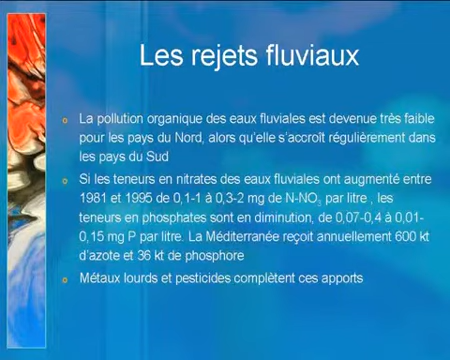 Les rejets fluviaux
La pollution organique des eaux fluviales est devenue très faible
pour les pays du Nord, alors qu'elle s'accroît régulièrement dans
les pays du Sud
Si les teneurs en nitrates des eaux fluviales ont augmenté entre
1981 et 1995 de 0,1-1 à 0,3-2 mg de N-NO₃ par litre , les
teneurs en phosphates sont en diminution, de 0,07-0,4 à 0,01-
0,15 mg P par litre. La Méditerranée reçoit annuellement 600 kt
d'azote et 36 kt de phosphore
Métaux lourds et pesticides complètent ces apports